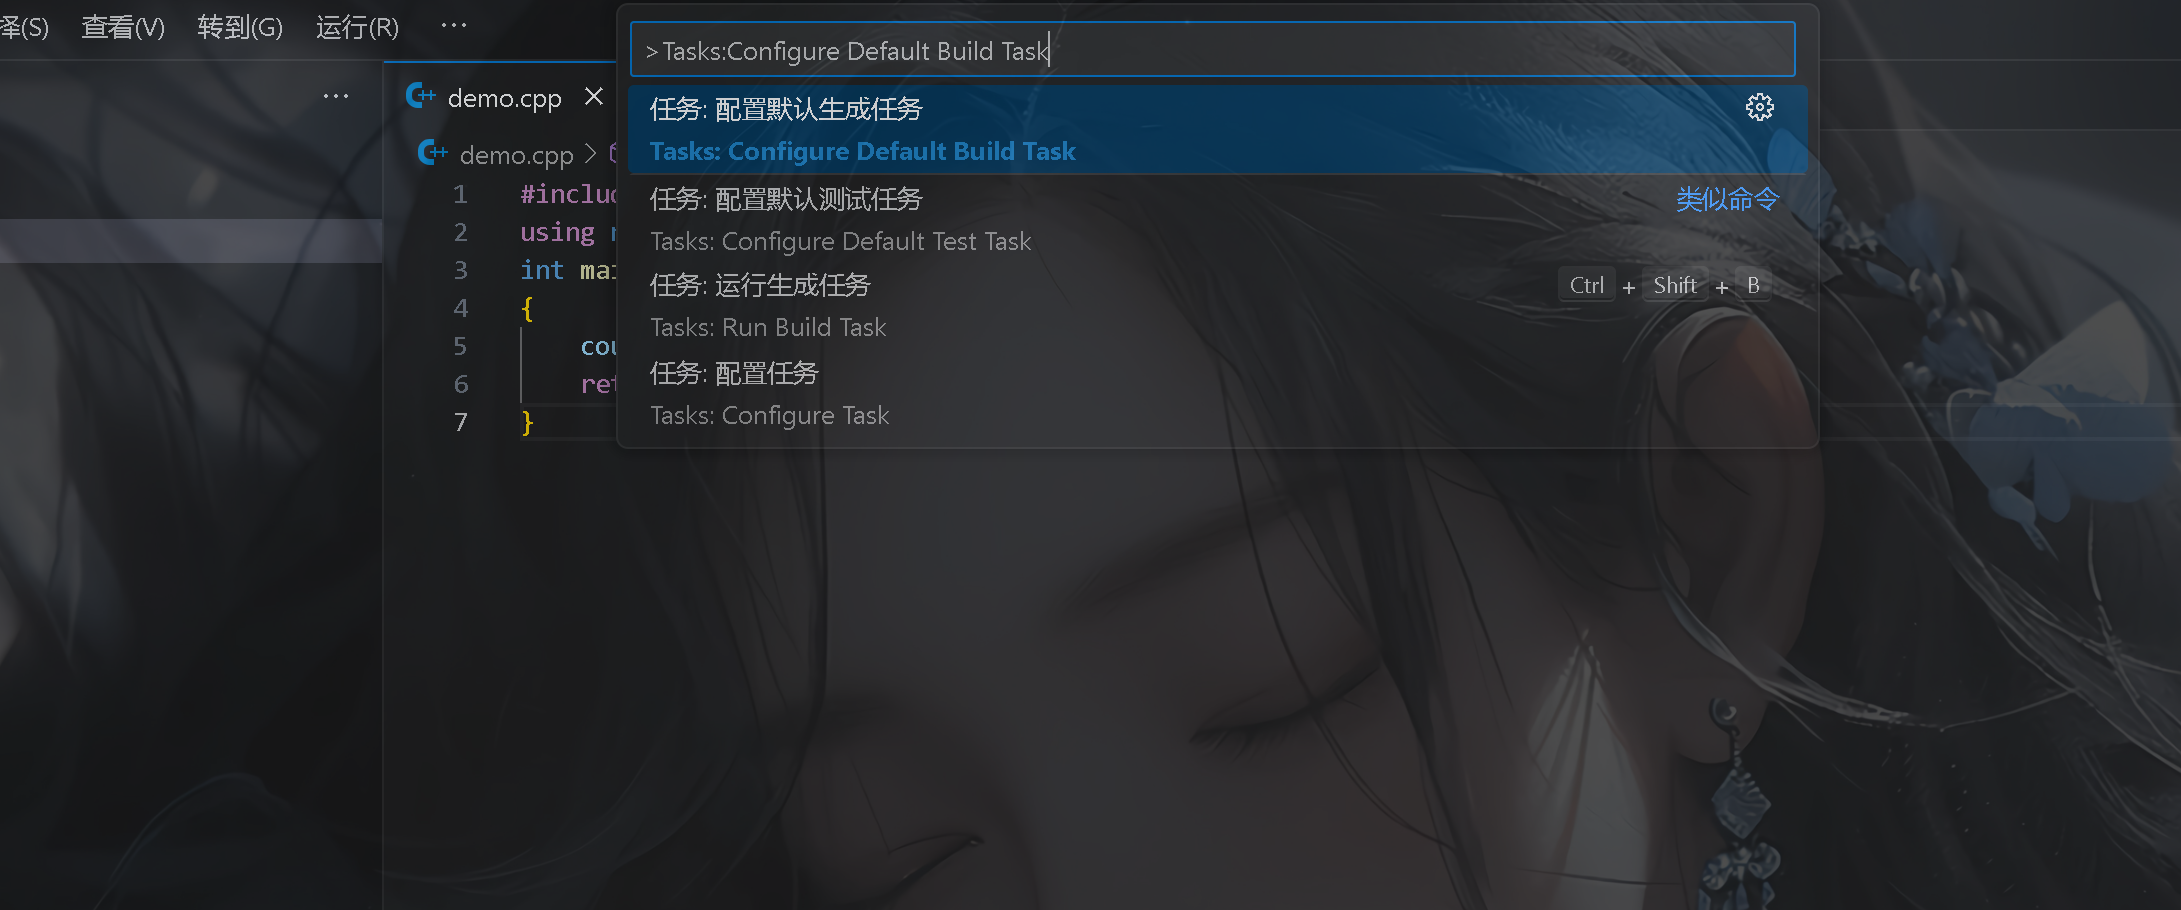 择(S) 查看(V) 转到(G) 运行(R) ···
>Tasks:Configure Default Build Task
任务: 配置默认生成任务
Tasks: Configure Default Build Task
任务: 配置默认测试任务 类似命令
Tasks: Configure Default Test Task
任务: 运行生成任务 Ctrl + Shift + B
Tasks: Run Build Task
任务: 配置任务
Tasks: Configure Task
··· demo.cpp
demo.cpp >
1 #includ
2 using
3 int mai
4 {
5 cou
6 ret
7 }